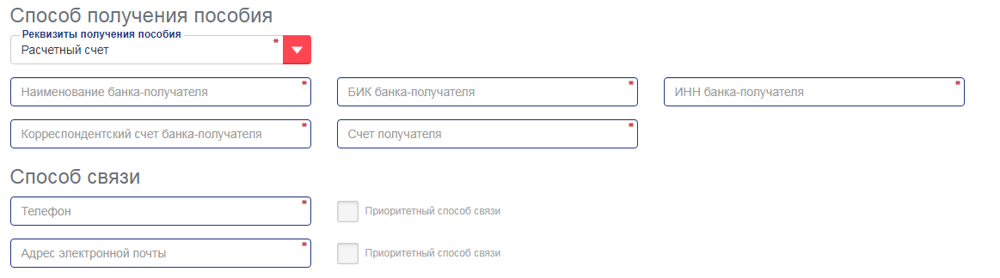 Способ получения пособия
Реквизиты получения пособия
Расчетный счет *
Наименование банка-получателя * БИК банка-получателя * ИНН банка-получателя *
Корреспондентский счет банка-получателя * Счет получателя *
Способ связи
Телефон * Приоритетный способ связи
Адрес электронной почты * Приоритетный способ связи